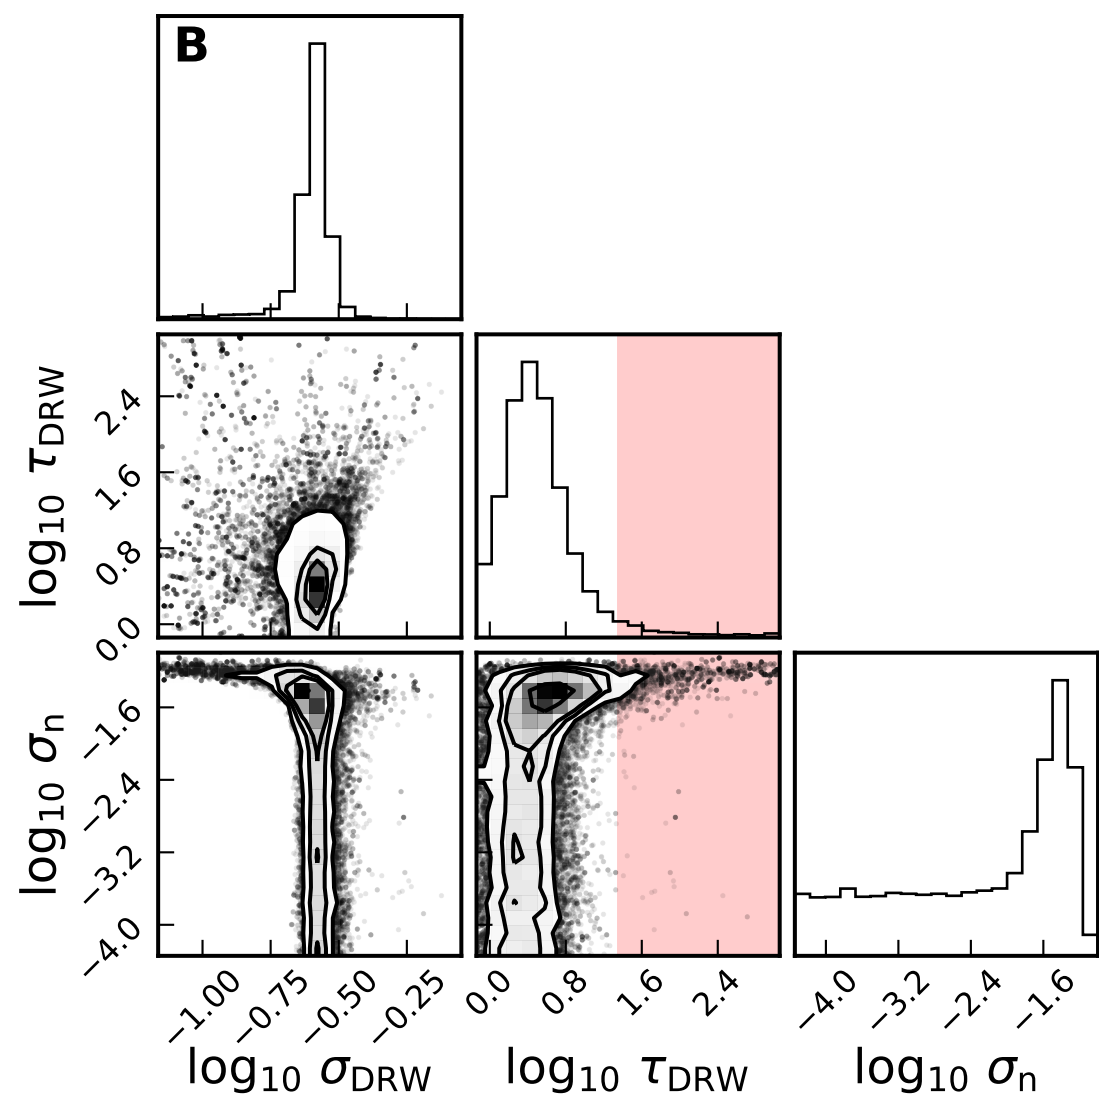 B
log₁₀ τ_DRW
2.4
1.6
0.8
0.0
log₁₀ σₙ
−1.6
−2.4
−3.2
−4.0
−1.00 −0.75 −0.50 −0.25
0.0 0.8 1.6 2.4
−4.0 −3.2 −2.4 −1.6
log₁₀ σ_DRW log₁₀ τ_DRW log₁₀ σₙ